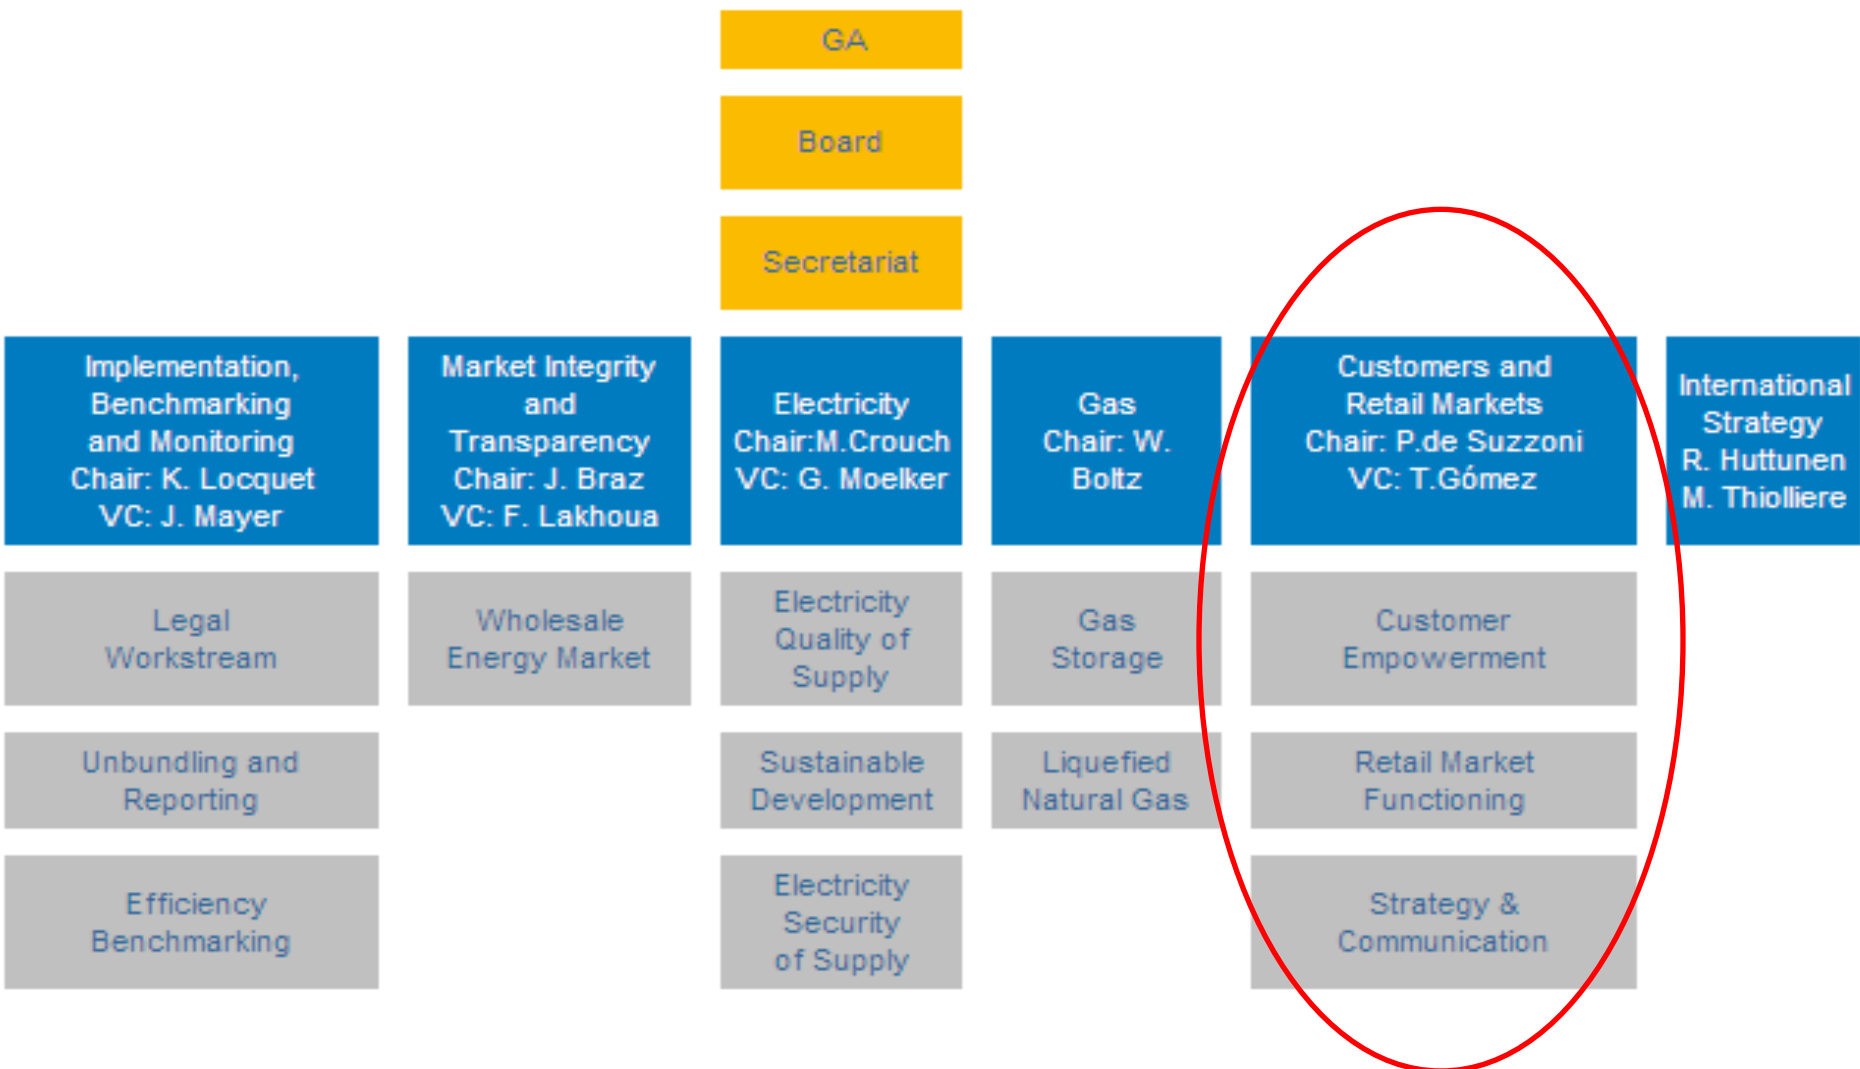 GA
Board
Secretariat
Implementation,
Benchmarking
and Monitoring
Chair: K. Locquet
VC: J. Mayer
Market Integrity
and
Transparency
Chair: J. Braz
VC: F. Lakhoua
Electricity
Chair:M.Crouch
VC: G. Moelker
Gas
Chair: W.
Boltz
Customers and
Retail Markets
Chair: P.de Suzzoni
VC: T.Gómez
International
Strategy
R. Huttunen
M. Thiolliere
Legal
Workstream
Wholesale
Energy Market
Electricity
Quality of
Supply
Gas
Storage
Customer
Empowerment
Unbundling and
Reporting
Sustainable
Development
Liquefied
Natural Gas
Retail Market
Functioning
Efficiency
Benchmarking
Electricity
Security
of Supply
Strategy &
Communication